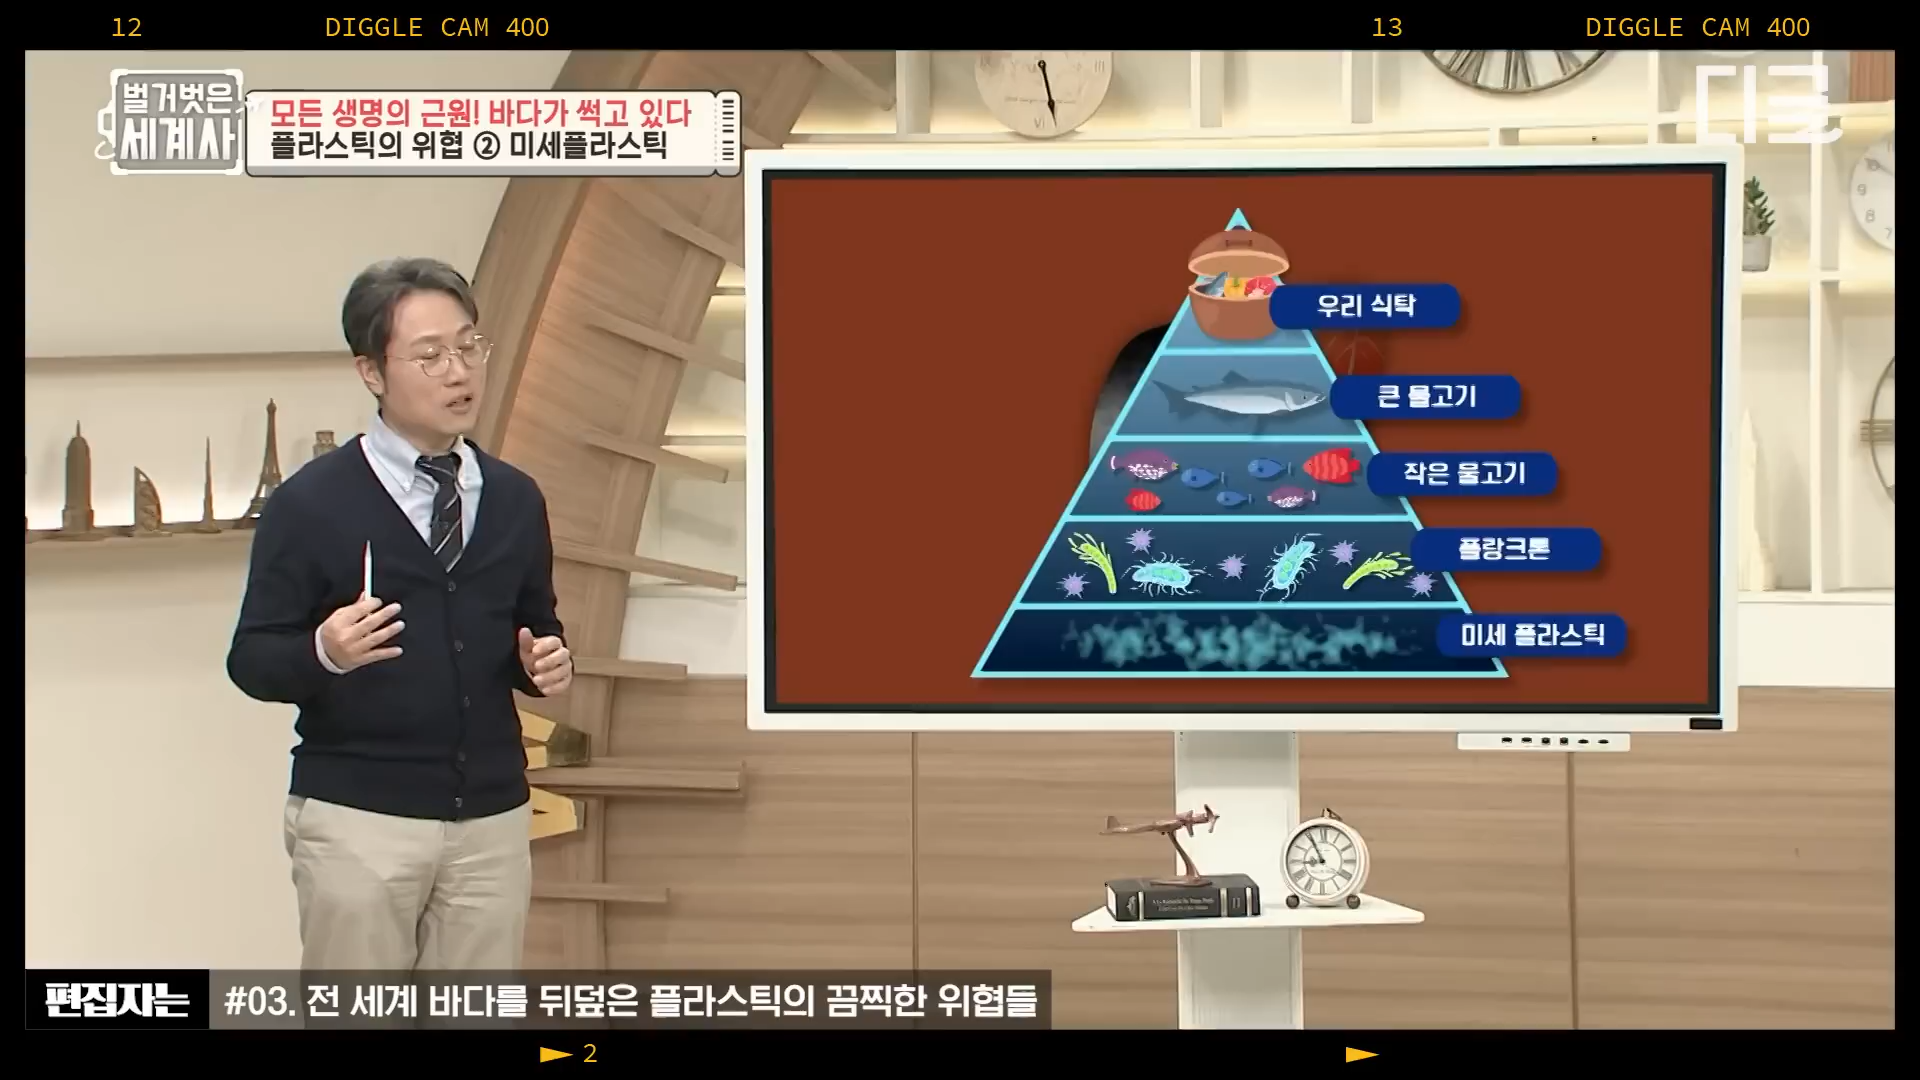 12 DIGGLE CAM 400 13 DIGGLE CAM 400
벌거벗은
세계사
모든 생명의 근원! 바다가 썩고 있다
플라스틱의 위협 ② 미세플라스틱
디글
우리 식탁
큰 물고기
작은 물고기
플랑크톤
미세 플라스틱
편집자는
#03. 전 세계 바다를 뒤덮은 플라스틱의 끔찍한 위협들
2